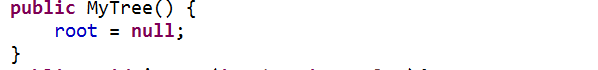 public MyTree() {
root = null;
}